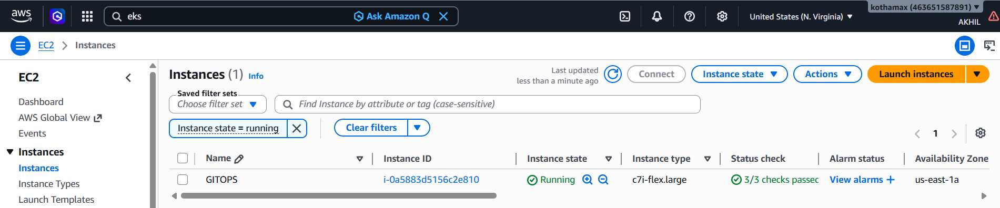 aws
eks
Ask Amazon Q
United States (N. Virginia)
kothamax (463651587891)
AKHIL
EC2
Instances
EC2
Dashboard
AWS Global View
Events
Instances
Instances
Instance Types
Launch Templates
Instances (1) Info
Last updated
less than a minute ago
Connect
Instance state
Actions
Launch instances
Saved filter sets
Choose filter set
Find Instance by attribute or tag (case-sensitive)
Instance state = running
Clear filters
1
Name Instance ID Instance state Instance type Status check Alarm status Availability Zone
GITOPS i-0a5883d5156c2e810 Running c7i-flex.large 3/3 checks passec View alarms + us-east-1a